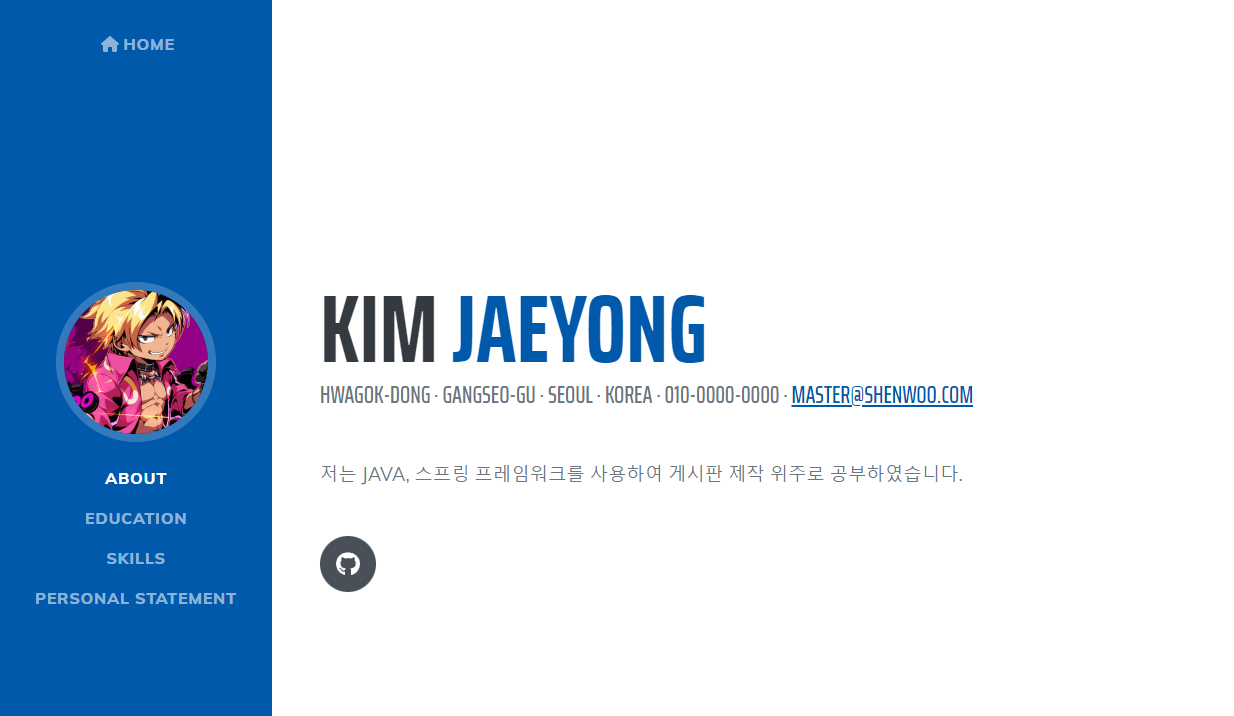 HOME
ABOUT
EDUCATION
SKILLS
PERSONAL STATEMENT
KIM JAEYONG
HWAGOK-DONG · GANGSEO-GU · SEOUL · KOREA · 010-0000-0000 · MASTER@SHENWOO.COM
저는 JAVA, 스프링 프레임워크를 사용하여 게시판 제작 위주로 공부하였습니다.